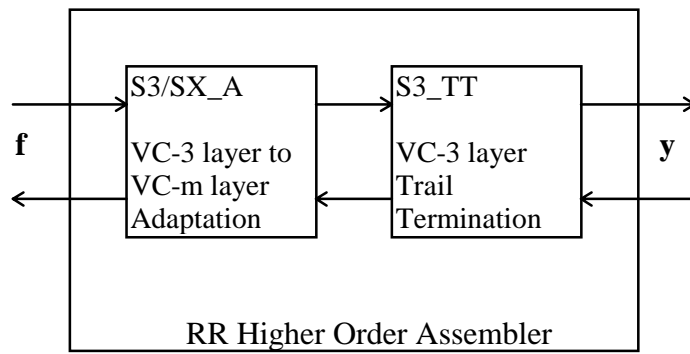 S3/SX_A
S3_TT
f
VC-3 layer to
VC-m layer
Adaptation
VC-3 layer
Trail
Termination
y
RR Higher Order Assembler